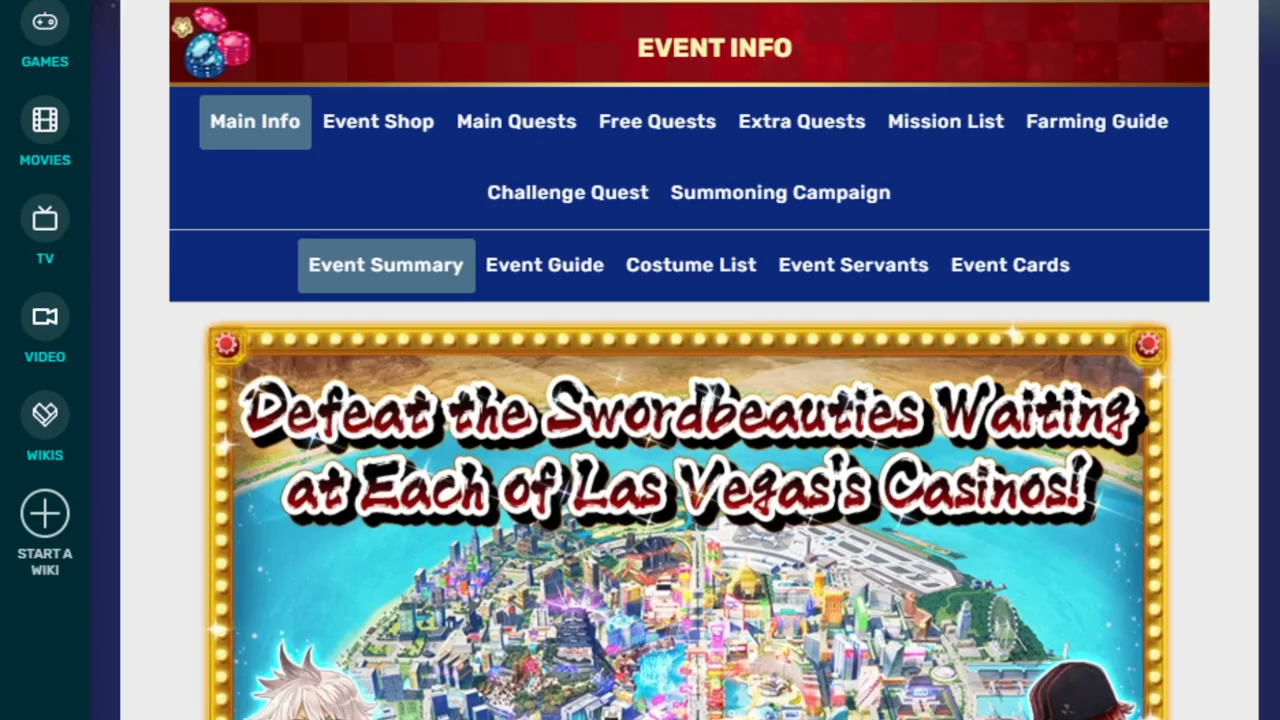 GAMES
MOVIES
TV
VIDEO
WIKIS
START A
WIKI
EVENT INFO
Main Info Event Shop Main Quests Free Quests Extra Quests Mission List Farming Guide
Challenge Quest Summoning Campaign
Event Summary Event Guide Costume List Event Servants Event Cards
Defeat the Swordbeauties Waiting
at Each of Las Vegas's Casinos!